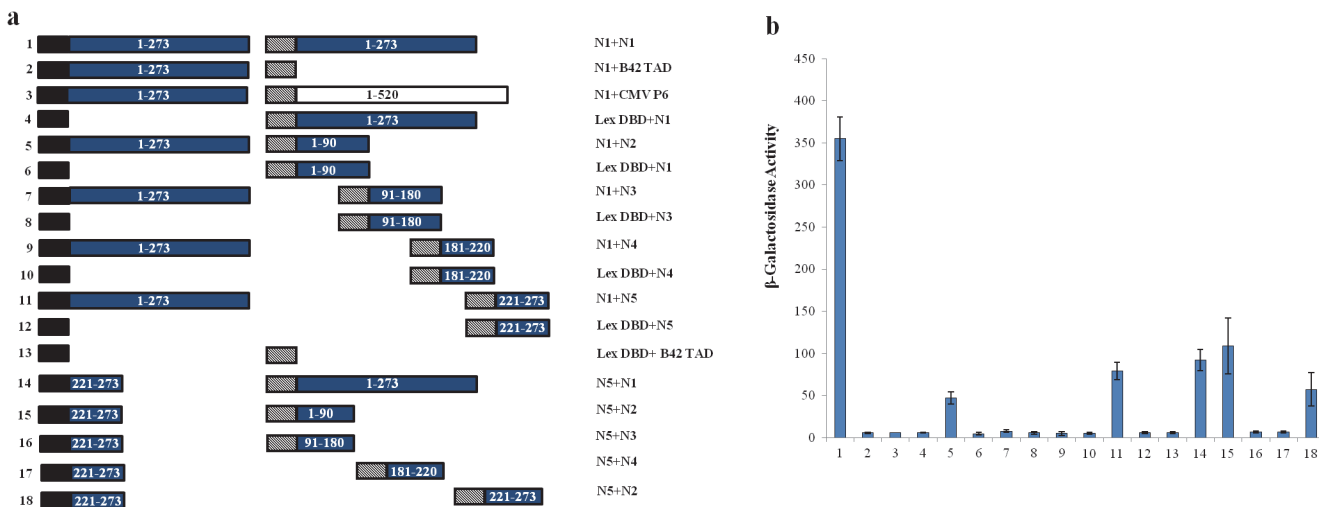 a
1 1-273 1-273 N1+N1
2 1-273 N1+B42 TAD
3 1-273 1-520 N1+CMV P6
4 1-273 Lex DBD+N1
5 1-273 1-90 N1+N2
6 1-90 Lex DBD+N1
7 1-273 91-180 N1+N3
8 91-180 Lex DBD+N3
9 1-273 181-220 N1+N4
10 181-220 Lex DBD+N4
11 1-273 221-273 N1+N5
12 221-273 Lex DBD+N5
13 Lex DBD+ B42 TAD
14 221-273 1-273 N5+N1
15 221-273 1-90 N5+N2
16 221-273 91-180 N5+N3
17 221-273 181-220 N5+N4
18 221-273 221-273 N5+N2
b
β-Galactosidase Activity
450
400
350
300
250
200
150
100
50
0
1 2 3 4 5 6 7 8 9 10 11 12 13 14 15 16 17 18